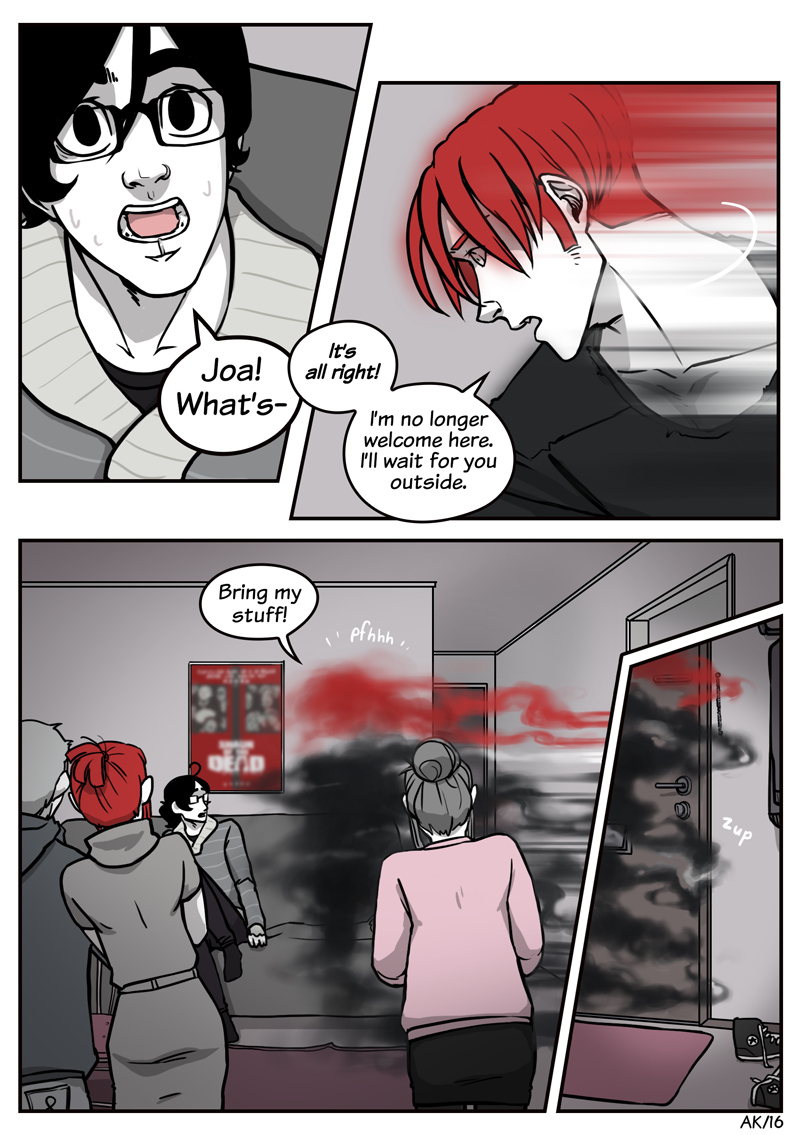 Joa!
What's-
It's
all right!
I'm no longer
welcome here.
I'll wait for you
outside.
Bring my
stuff!
pfhhh
DEAD
zup
AK/16